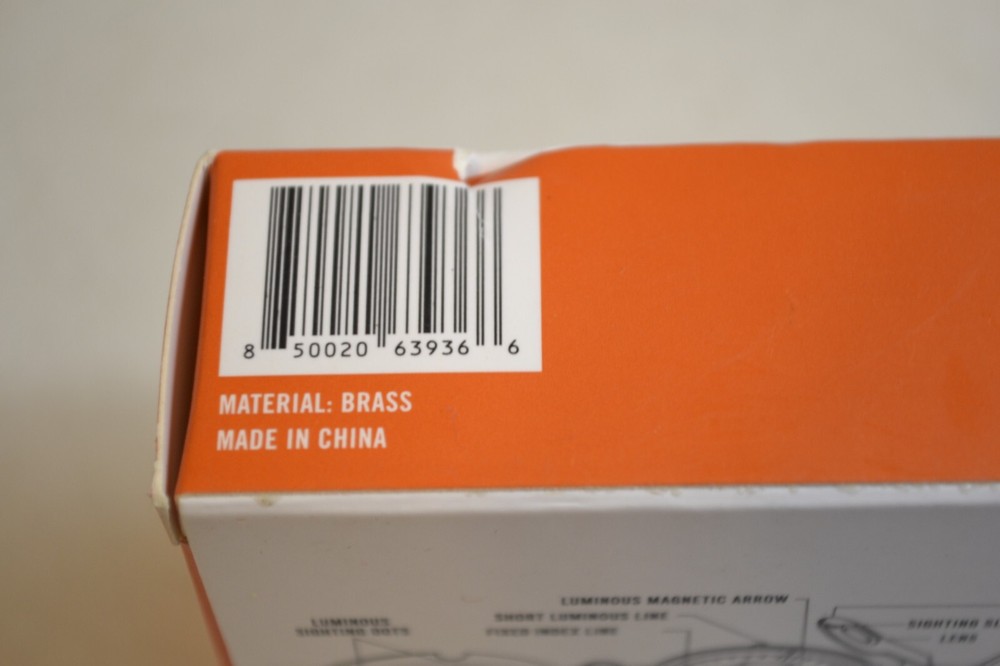 8 50020 63936 6
MATERIAL: BRASS
MADE IN CHINA
LUMINOUS MAGNETIC ARROW
LUMINOUS
SIGHTING DOTS
SHORT LUMINOUS LINE
FIXED INDEX LINE
SIGHTING
LENS